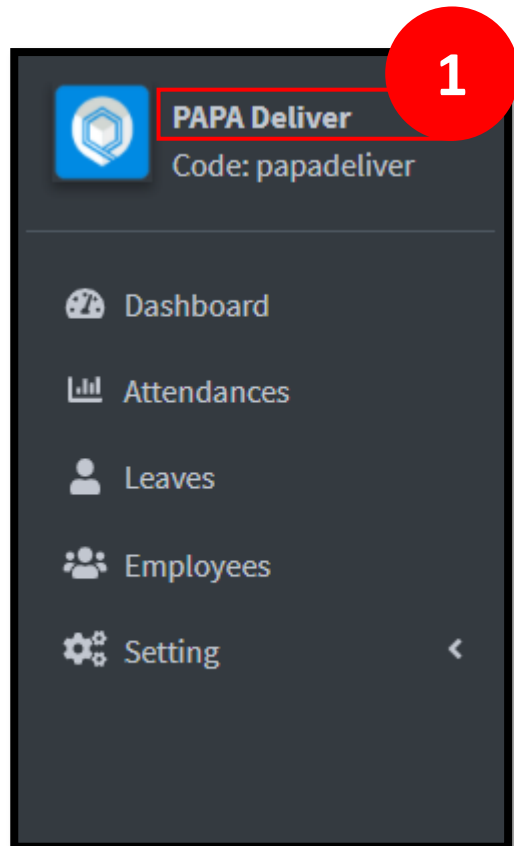 1
PAPA Deliver
Code: papadeliver
Dashboard
Attendances
Leaves
Employees
Setting